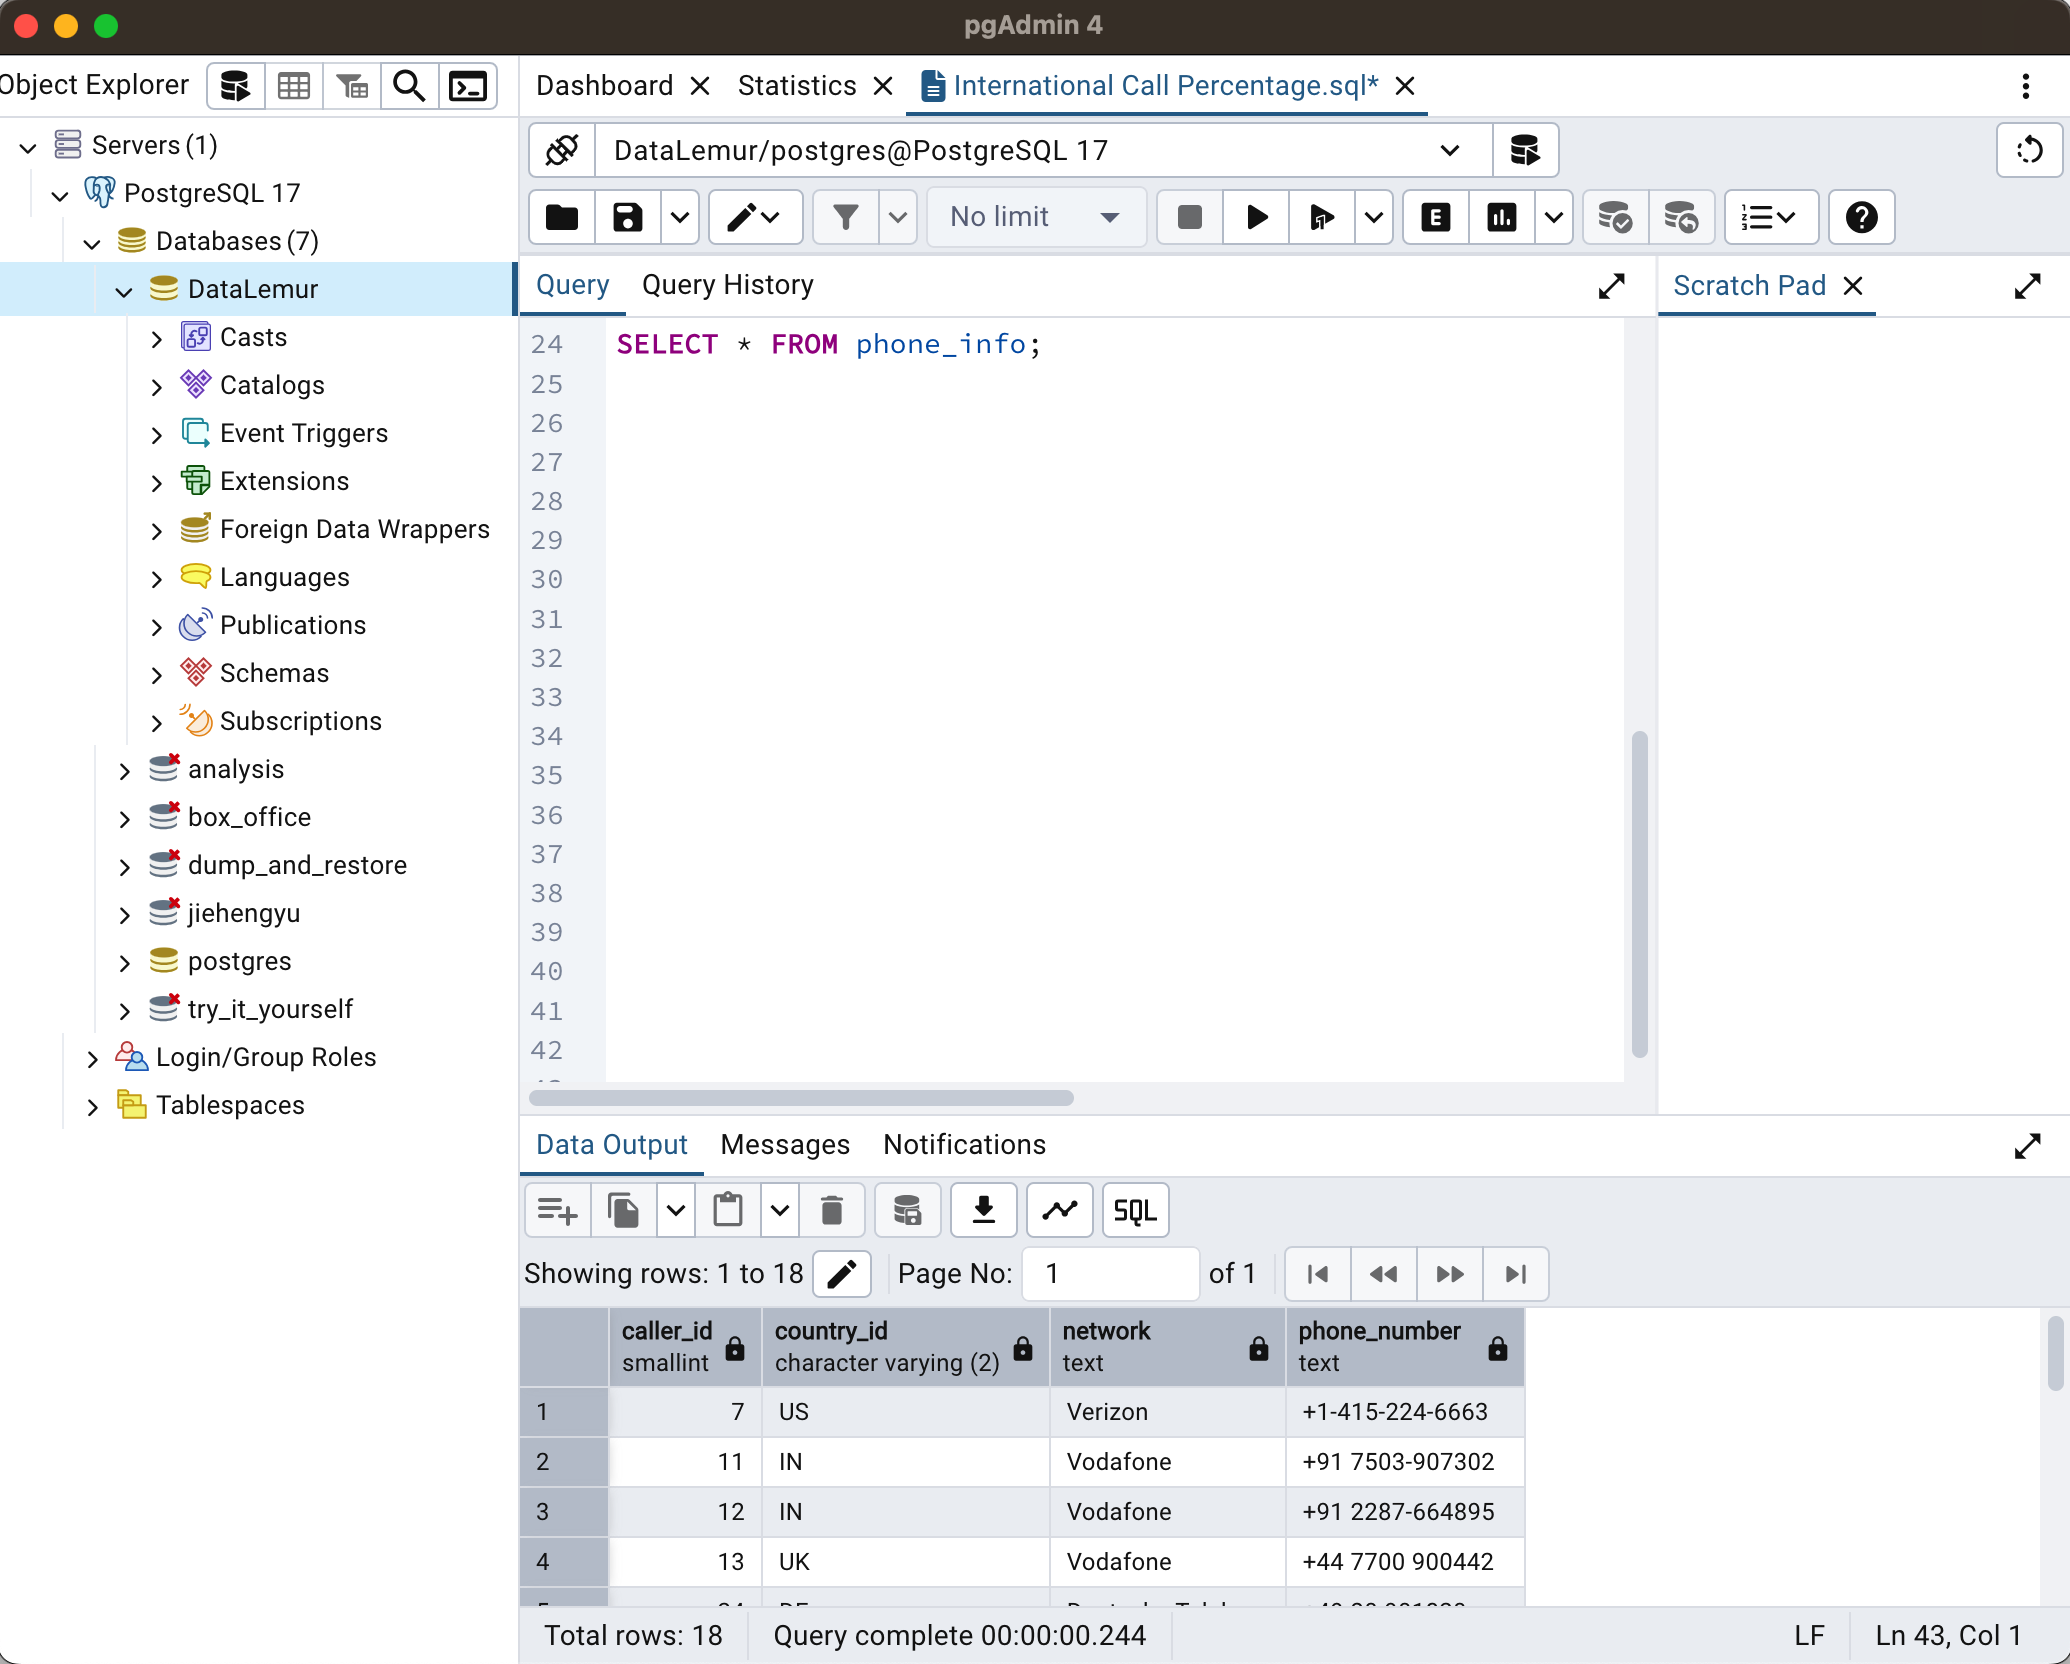 pgAdmin 4
Object Explorer
Dashboard
Statistics
International Call Percentage.sql*
Servers (1)
PostgreSQL 17
Databases (7)
DataLemur
Casts
Catalogs
Event Triggers
Extensions
Foreign Data Wrappers
Languages
Publications
Schemas
Subscriptions
analysis
box_office
dump_and_restore
jiehengyu
postgres
try_it_yourself
Login/Group Roles
Tablespaces
DataLemur/postgres@PostgreSQL 17
No limit
E
Query
Query History
Scratch Pad
24 SELECT * FROM phone_info;
25
26
27
28
29
30
31
32
33
34
35
36
37
38
39
40
41
42
Data Output
Messages
Notifications
SQL
Showing rows: 1 to 18
Page No: 1 of 1
caller_id country_id network phone_number
smallint character varying (2) text text
1 7 US Verizon +1-415-224-6663
2 11 IN Vodafone +91 7503-907302
3 12 IN Vodafone +91 2287-664895
4 13 UK Vodafone +44 7700 900442
Total rows: 18
Query complete 00:00:00.244
LF
Ln 43, Col 1